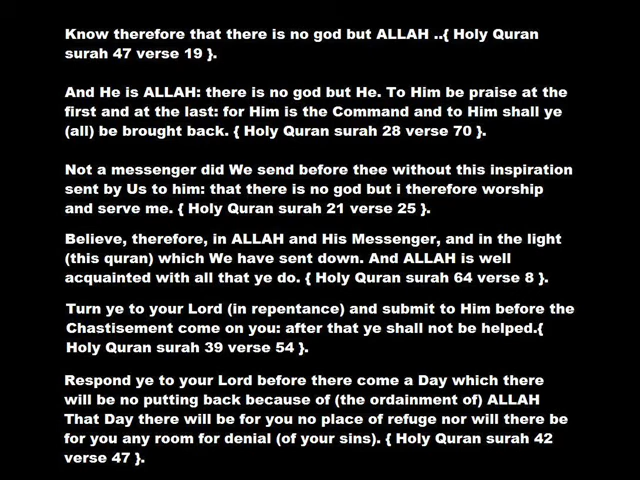 Know therefore that there is no god but ALLAH ..{ Holy Quran
surah 47 verse 19 }.
And He is ALLAH: there is no god but He. To Him be praise at the
first and at the last: for Him is the Command and to Him shall ye
(all) be brought back. { Holy Quran surah 28 verse 70 }.
Not a messenger did We send before thee without this inspiration
sent by Us to him: that there is no god but i therefore worship
and serve me. { Holy Quran surah 21 verse 25 }.
Believe, therefore, in ALLAH and His Messenger, and in the light
(this quran) which We have sent down. And ALLAH is well
acquainted with all that ye do. { Holy Quran surah 64 verse 8 }.
Turn ye to your Lord (in repentance) and submit to Him before the
Chastisement come on you: after that ye shall not be helped.{
Holy Quran surah 39 verse 54 }.
Respond ye to your Lord before there come a Day which there
will be no putting back because of (the ordainment of) ALLAH
That Day there will be for you no place of refuge nor will there be
for you any room for denial (of your sins). { Holy Quran surah 42
verse 47 }.